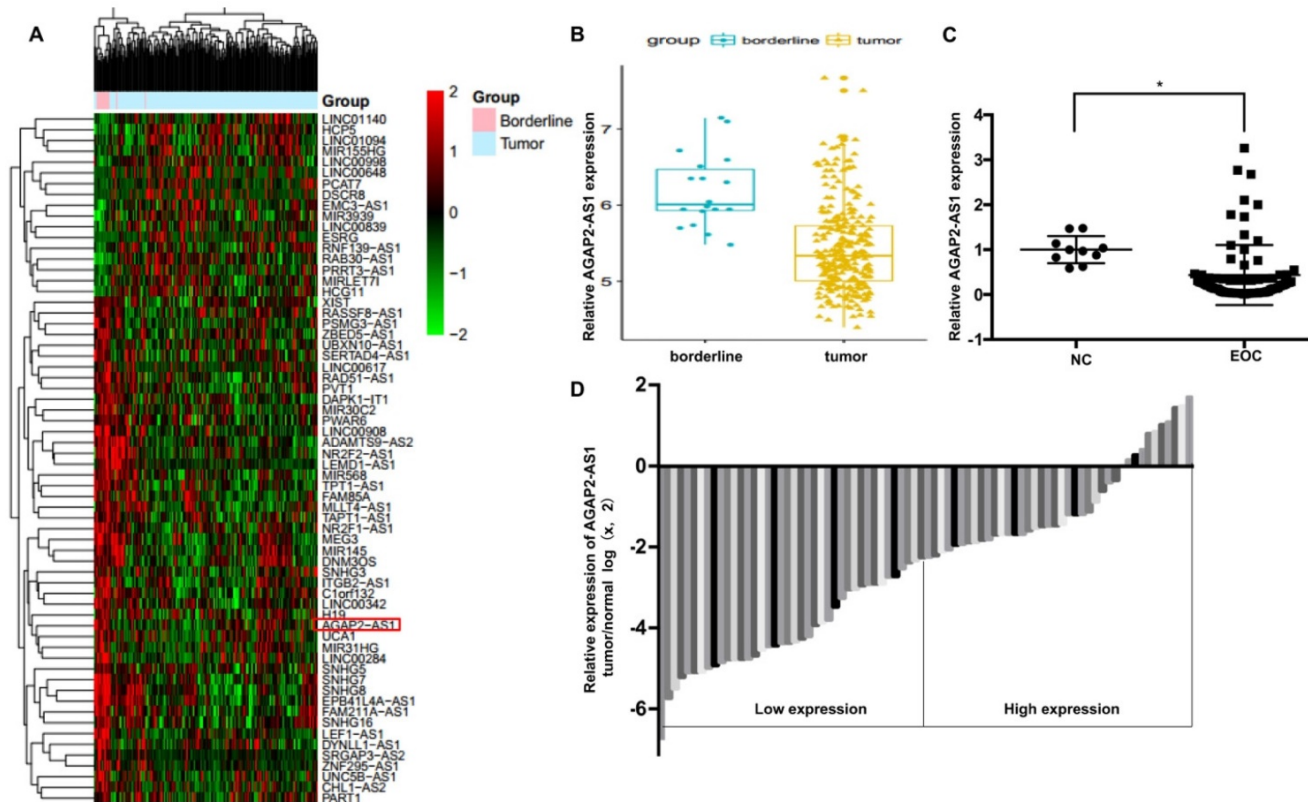 A
Group
LINC01140
HCP5
LINC01094
MIR155HG
LINC00998
LINC00648
PCAT7
DSCR8
EMC3−AS1
MIR3939
LINC00839
ESRG
RNF139−AS1
RAB30−AS1
PRRT3−AS1
MIRLET7I
HCG11
XIST
RASSF8−AS1
PSMG3−AS1
ZBED5−AS1
UBXN10−AS1
SERTAD4−AS1
LINC00617
RAD51−AS1
PVT1
DAPK1−IT1
MIR30C2
PWAR6
LINC00908
ADAMTS9−AS2
NR2F2−AS1
LEMD1−AS1
MIR568
TPT1−AS1
FAM85A
MLLT4−AS1
TAPT1−AS1
NR2F1−AS1
MEG3
MIR145
DNM3OS
SNHG3
ITGB2−AS1
C1orf132
LINC00342
H19
AGAP2−AS1
UCA1
MIR31HG
LINC00284
SNHG5
SNHG7
SNHG8
EPB41L4A−AS1
FAM211A−AS1
SNHG16
LEF1−AS1
DYNLL1−AS1
SRGAP3−AS2
ZNF295−AS1
UNC5B−AS1
CHL1−AS2
PART1
2
1
0
−1
−2
Group
Borderline
Tumor
B
group borderline tumor
Relative AGAP2-AS1 expression
7
6
5
borderline tumor
C
*
Relative AGAP2-AS1 expression
4
3
2
1
0
-1
NC EOC
D
Relative expression of AGAP2-AS1
tumor/normal log (x, 2)
2
0
-2
-4
-6
Low expression High expression